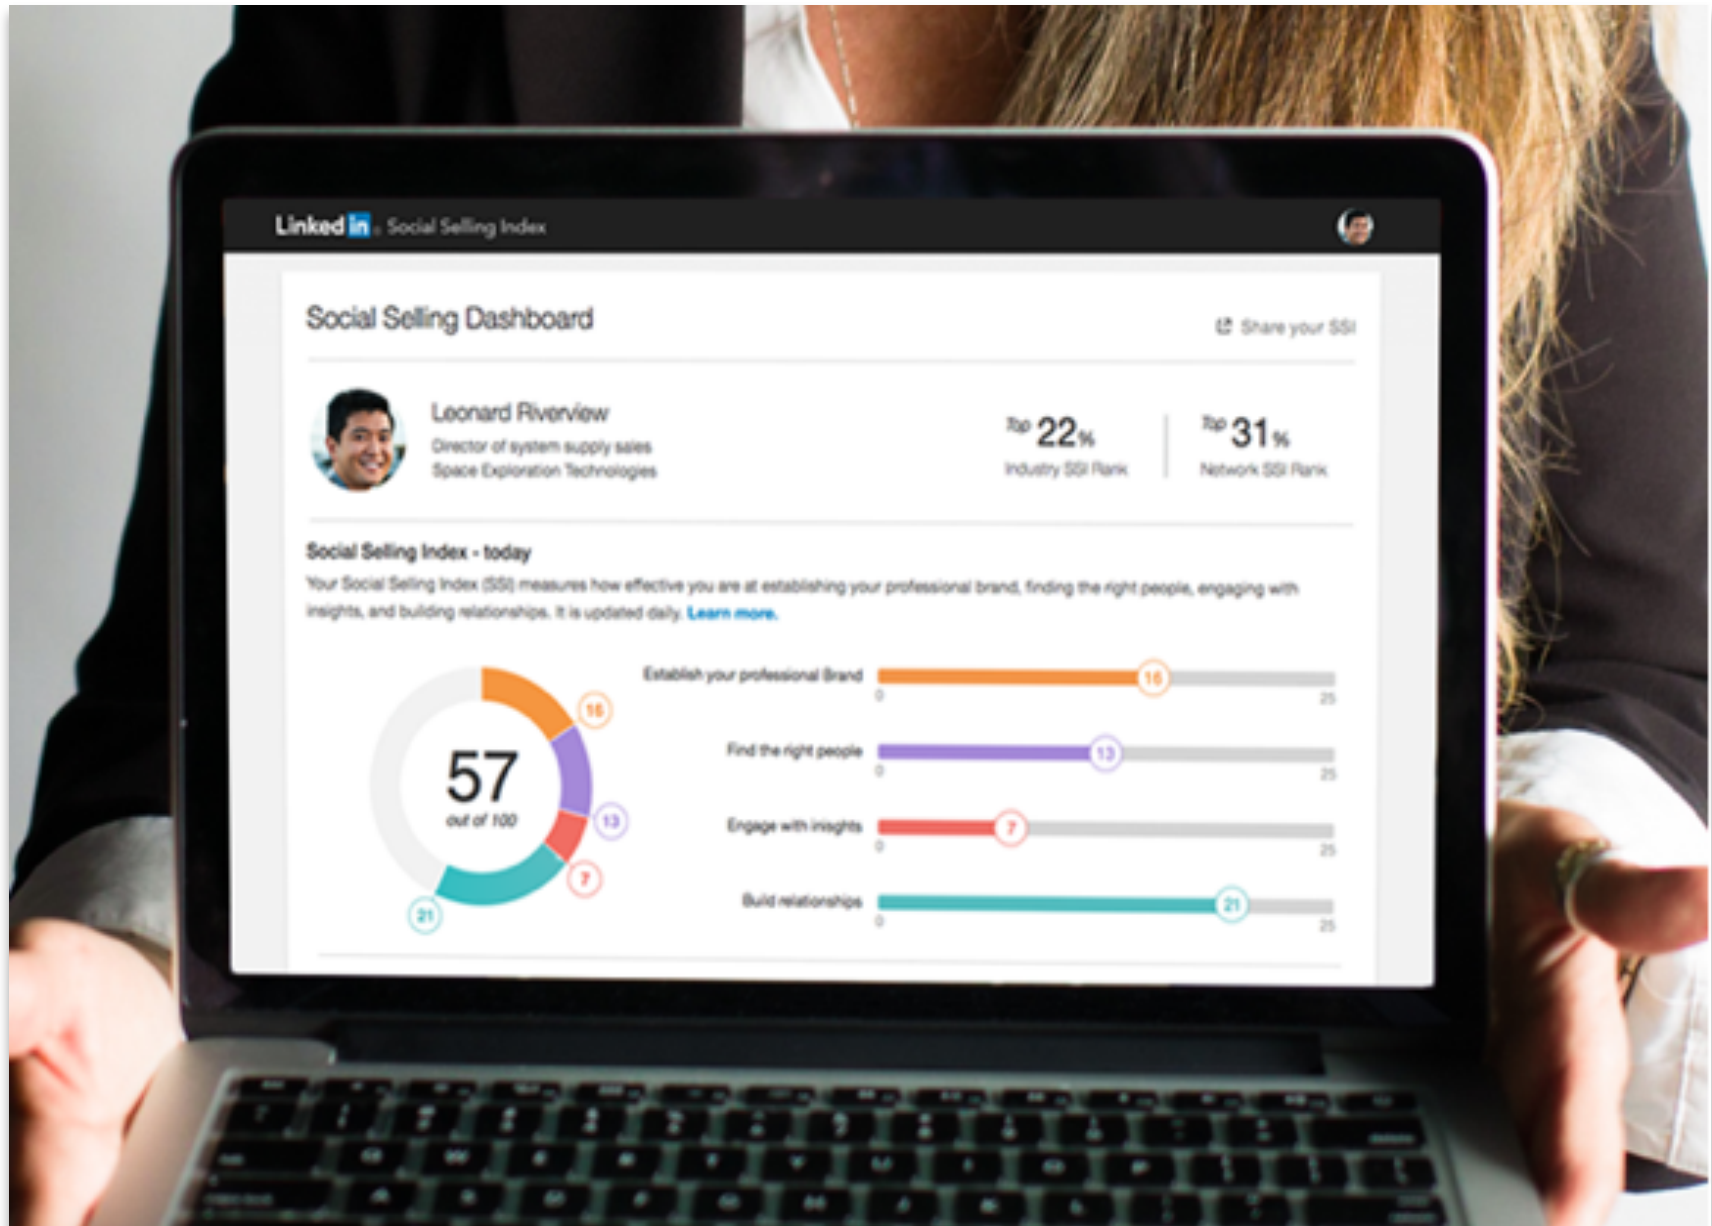 Linked in Social Selling Index
Social Selling Dashboard
Share your SSI
Leonard Riverview
Director of system supply sales
Space Exploration Technologies
Top 22%
Industry SSI Rank
Top 31%
Network SSI Rank
Social Selling Index - today
Your Social Selling Index (SSI) measures how effective you are at establishing your professional brand, finding the right people, engaging with
insights, and building relationships. It is updated daily. Learn more.
57
out of 100
16
13
7
21
Establish your professional Brand
16
0
25
Find the right people
13
0
25
Engage with inisghts
7
0
25
Build relationships
21
0
25
delete
Q W E R T Y U I O P
A S D F G H J K L